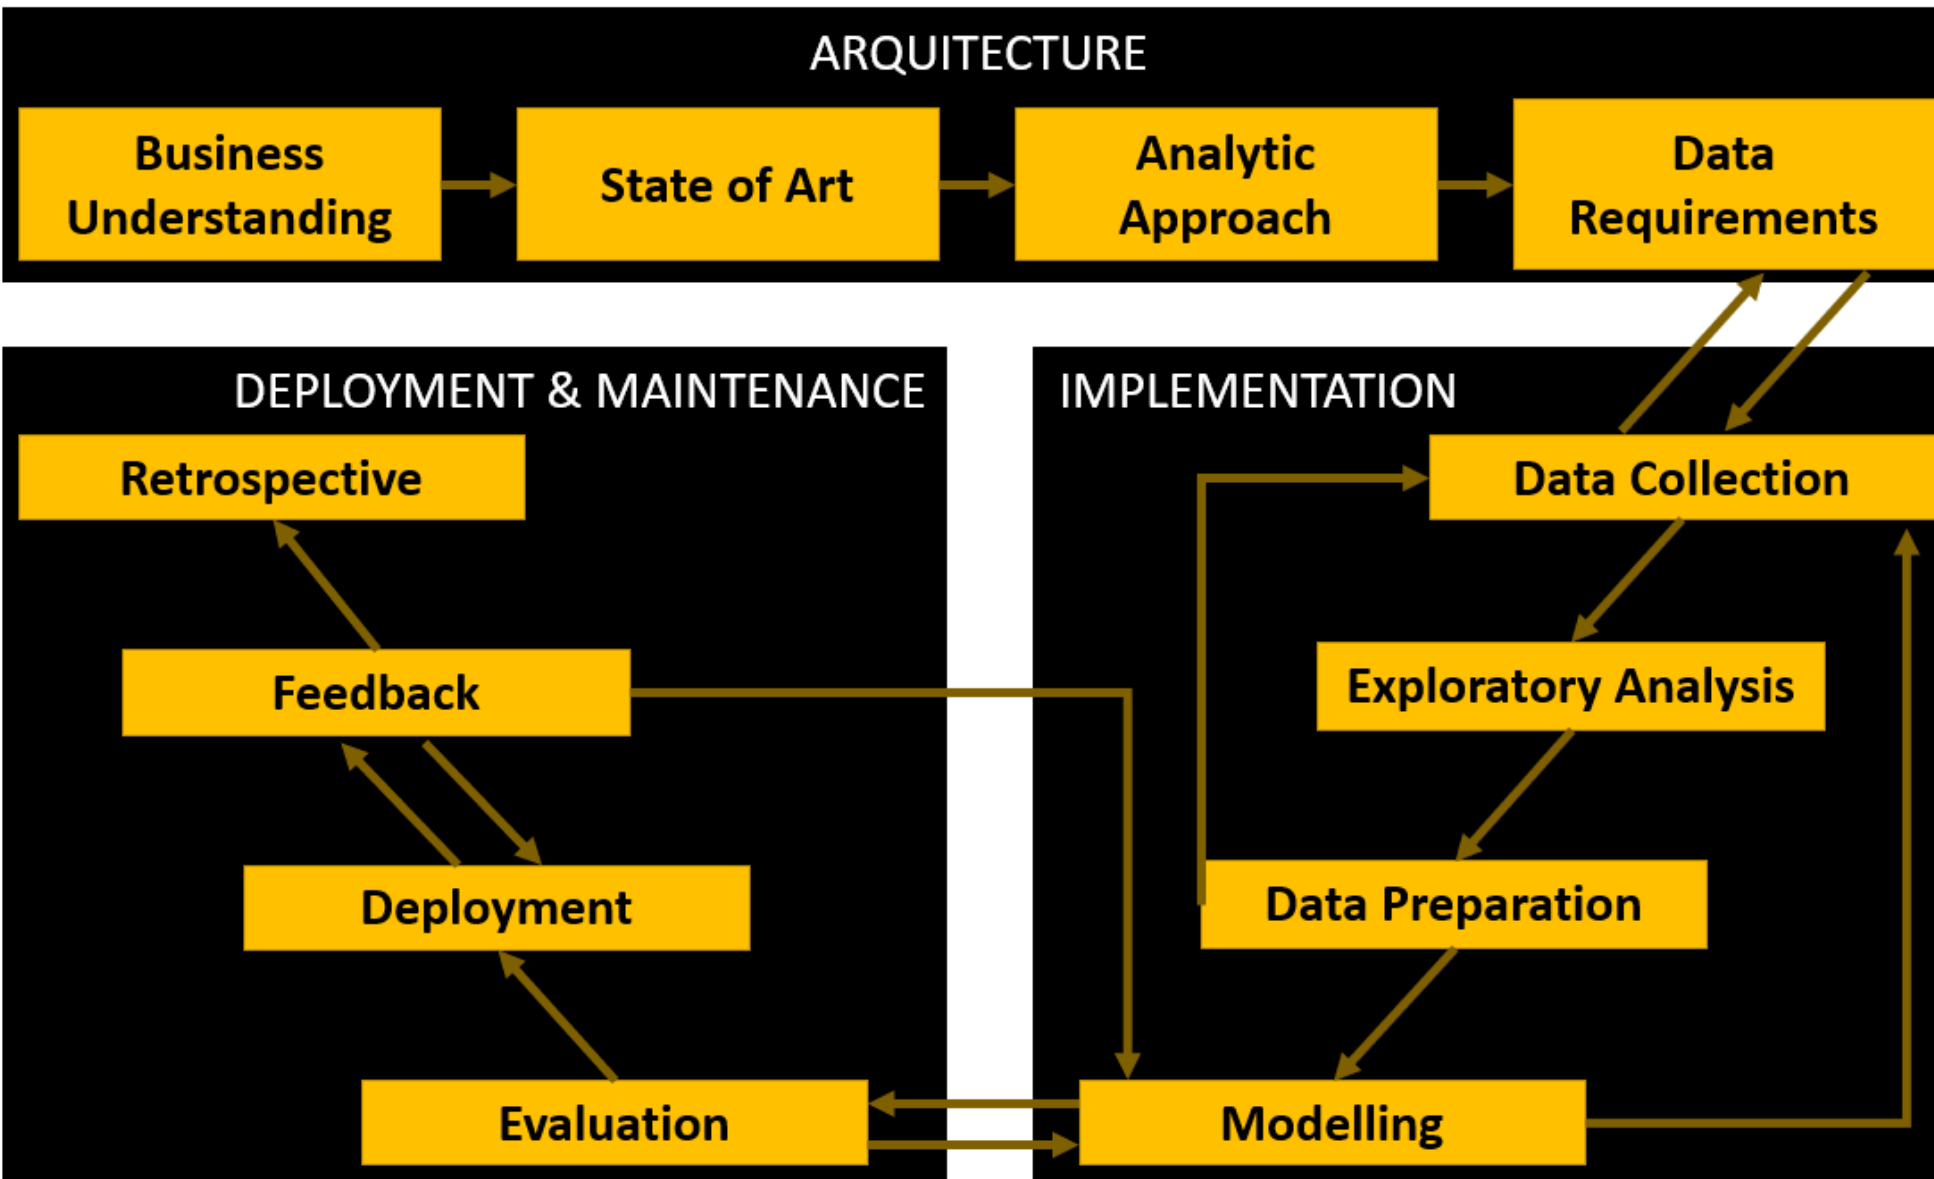 ARQUITECTURE
Business
Understanding
State of Art
Analytic
Approach
Data
Requirements
DEPLOYMENT & MAINTENANCE
Retrospective
Feedback
Deployment
Evaluation
IMPLEMENTATION
Data Collection
Exploratory Analysis
Data Preparation
Modelling